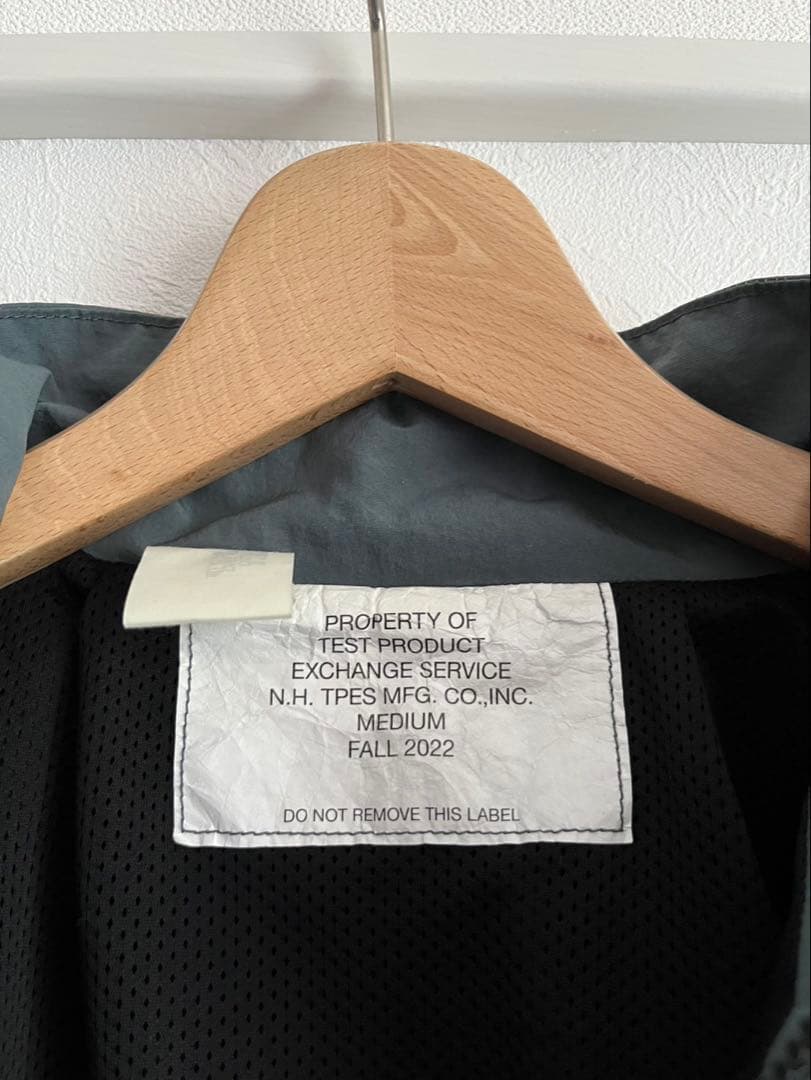 PROPERTY OF
TEST PRODUCT
EXCHANGE SERVICE
N.H. TPES MFG. CO.,INC.
MEDIUM
FALL 2022
DO NOT REMOVE THIS LABEL